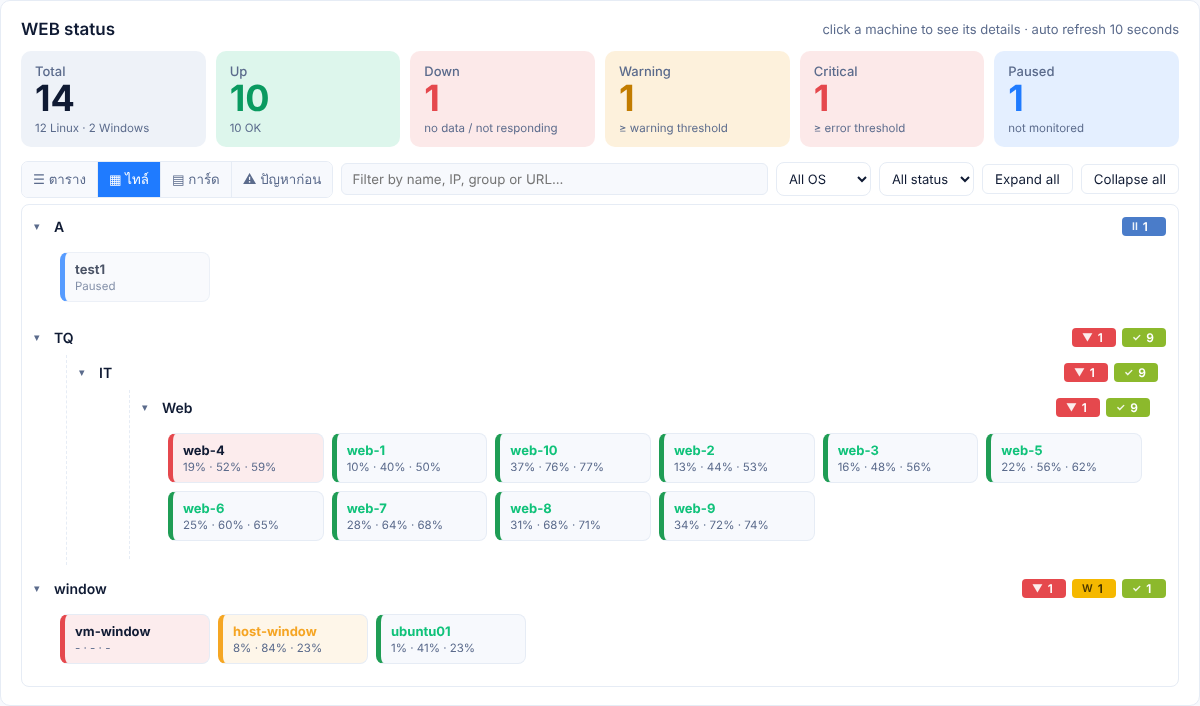 WEB status
click a machine to see its details · auto refresh 10 seconds
Total
14
12 Linux · 2 Windows
Up
10
10 OK
Down
1
no data / not responding
Warning
1
≥ warning threshold
Critical
1
≥ error threshold
Paused
1
not monitored
☰ ตาราง
▦ ไทล์
▤ การ์ด
⚠ ปัญหาก่อน
Filter by name, IP, group or URL...
All OS
All status
Expand all
Collapse all
▾ A
⏸ 1
test1
Paused
▾ TQ
▼ 1
✓ 9
▾ IT
▼ 1
✓ 9
▾ Web
▼ 1
✓ 9
web-4
19% · 52% · 59%
web-1
10% · 40% · 50%
web-10
37% · 76% · 77%
web-2
13% · 44% · 53%
web-3
16% · 48% · 56%
web-5
22% · 56% · 62%
web-6
25% · 60% · 65%
web-7
28% · 64% · 68%
web-8
31% · 68% · 71%
web-9
34% · 72% · 74%
▾ window
▼ 1
W 1
✓ 1
vm-window
- · - · -
host-window
8% · 84% · 23%
ubuntu01
1% · 41% · 23%